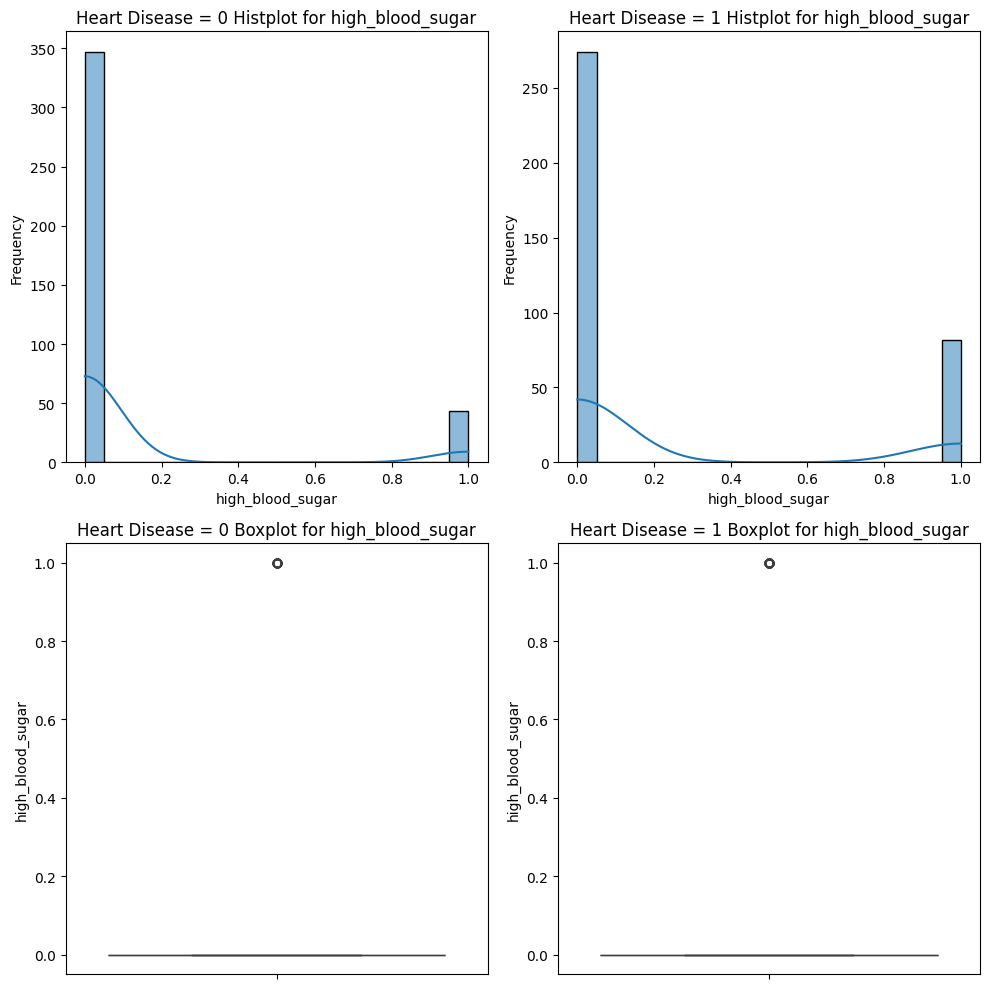 Heart Disease = 0 Histplot for high_blood_sugar
350
300
250
200
150
100
50
0
Frequency
0.0 0.2 0.4 0.6 0.8 1.0
high_blood_sugar
Heart Disease = 1 Histplot for high_blood_sugar
250
200
150
100
50
0
Frequency
0.0 0.2 0.4 0.6 0.8 1.0
high_blood_sugar
Heart Disease = 0 Boxplot for high_blood_sugar
1.0
0.8
0.6
0.4
0.2
0.0
high_blood_sugar
Heart Disease = 1 Boxplot for high_blood_sugar
1.0
0.8
0.6
0.4
0.2
0.0
high_blood_sugar